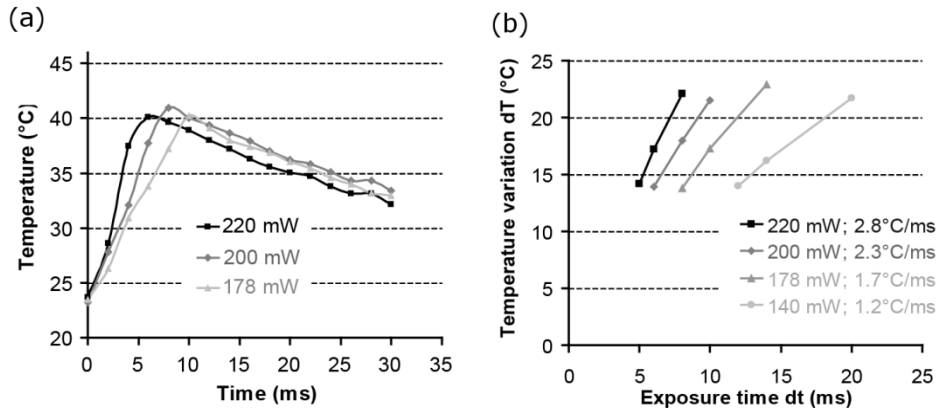 (a)
45
40
35
30
25
20
Temperature (°C)
220 mW
200 mW
178 mW
0 5 10 15 20 25 30 35
Time (ms)
(b)
25
20
15
10
5
0
Temperature variation dT (°C)
220 mW; 2.8°C/ms
200 mW; 2.3°C/ms
178 mW; 1.7°C/ms
140 mW; 1.2°C/ms
0 5 10 15 20 25
Exposure time dt (ms)